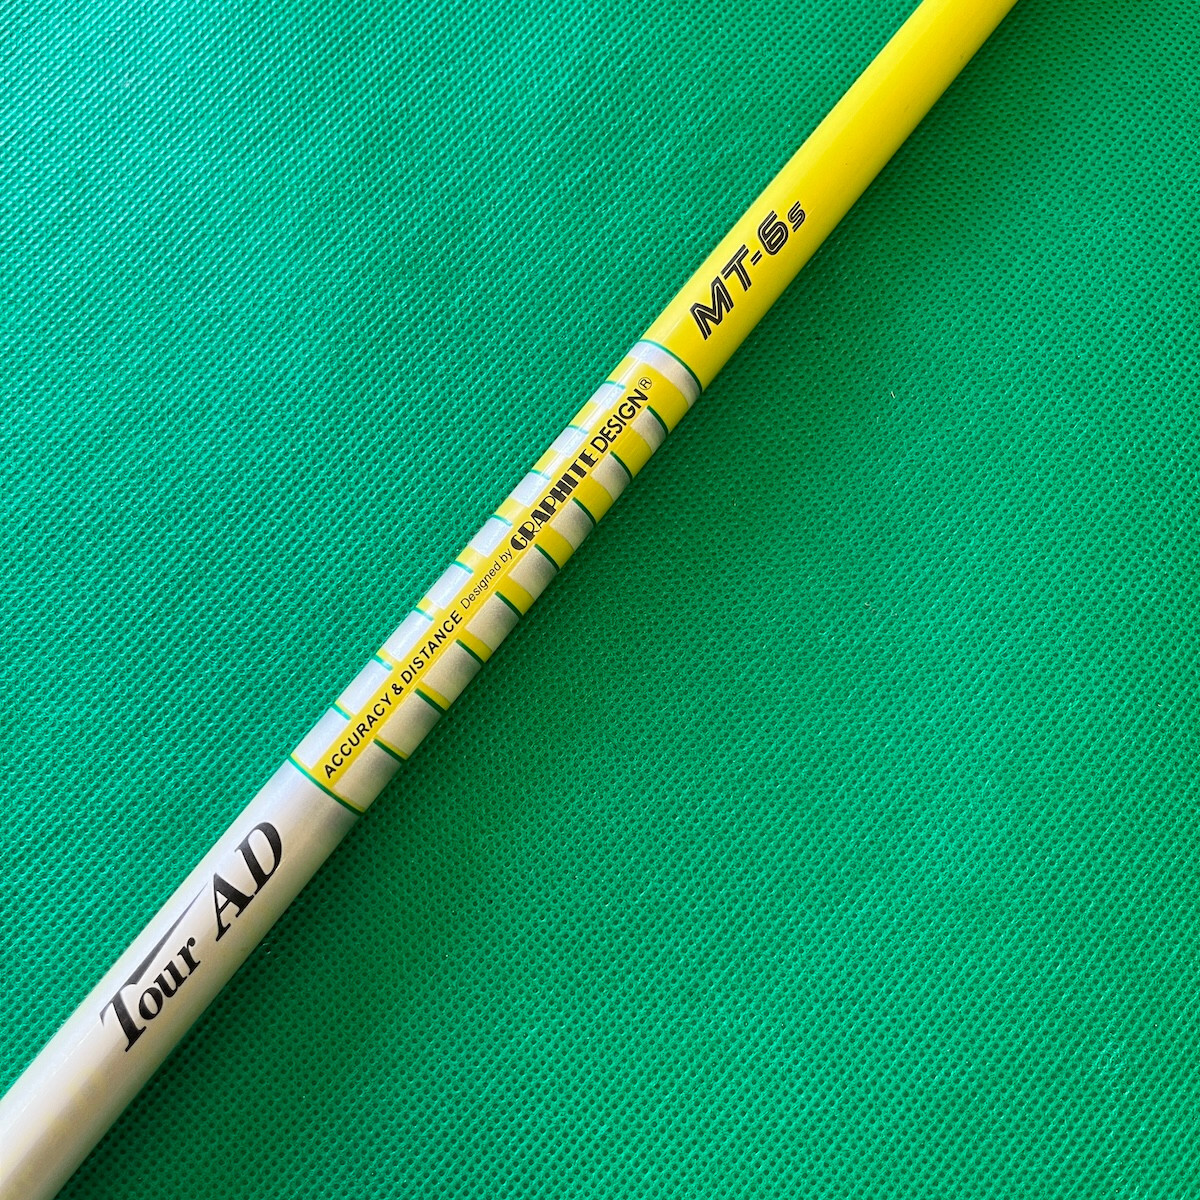 Tour AD
ACCURACY & DISTANCE Designed by GRAPHITE DESIGN®
MT-6s